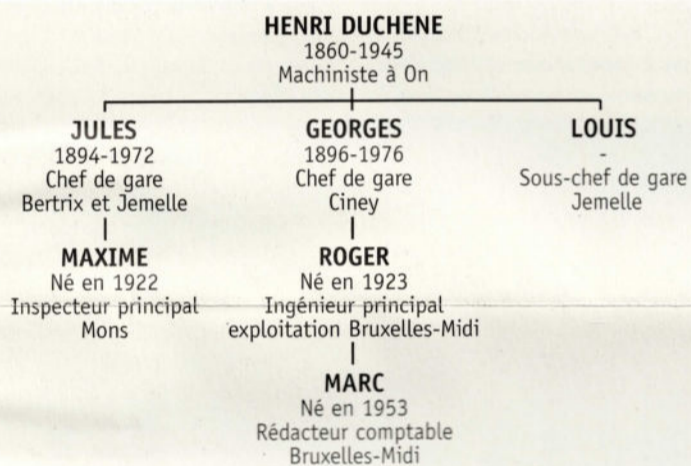 HENRI DUCHENE
1860-1945
Machiniste à On
JULES
1894-1972
Chef de gare
Bertrix et Jemelle
GEORGES
1896-1976
Chef de gare
Ciney
LOUIS
-
Sous-chef de gare
Jemelle
MAXIME
Né en 1922
Inspecteur principal
Mons
ROGER
Né en 1923
Ingénieur principal
exploitation Bruxelles-Midi
MARC
Né en 1953
Rédacteur comptable
Bruxelles-Midi